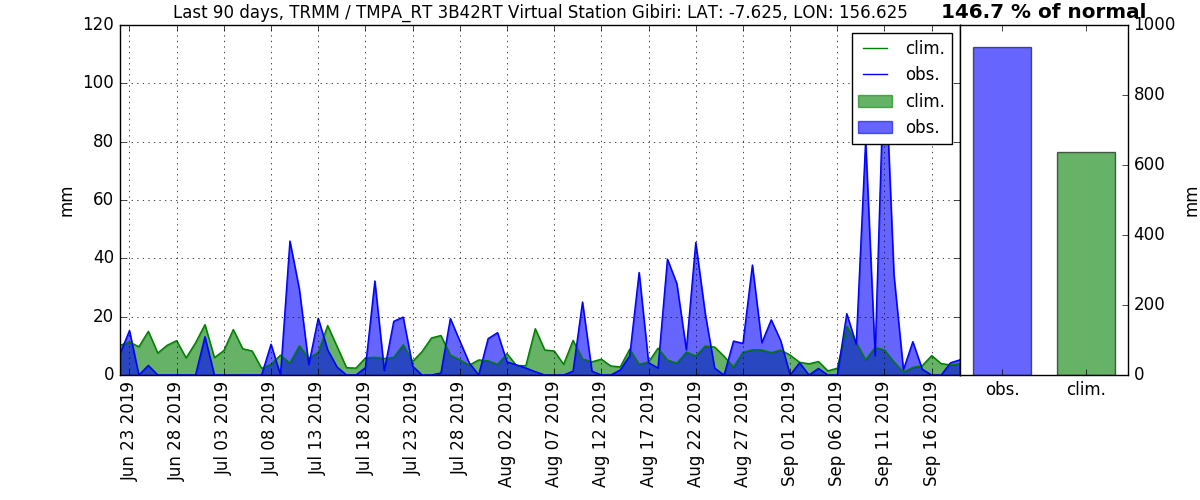 Last 90 days, TRMM / TMPA_RT 3B42RT Virtual Station Gibiri: LAT: -7.625, LON: 156.625
146.7 % of normal
120
100
80
60
40
20
0
mm
clim.
obs.
clim.
obs.
1000
800
600
400
200
0
mm
Jun 23 2019
Jun 28 2019
Jul 03 2019
Jul 08 2019
Jul 13 2019
Jul 18 2019
Jul 23 2019
Jul 28 2019
Aug 02 2019
Aug 07 2019
Aug 12 2019
Aug 17 2019
Aug 22 2019
Aug 27 2019
Sep 01 2019
Sep 06 2019
Sep 11 2019
Sep 16 2019
obs.
clim.